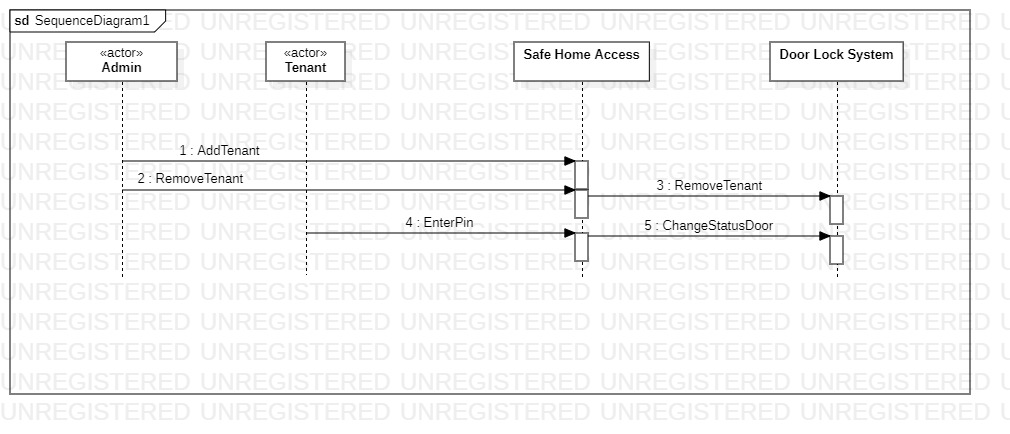 sd SequenceDiagram1
«actor»
Admin
«actor»
Tenant
Safe Home Access
Door Lock System
1 : AddTenant
2 : RemoveTenant
3 : RemoveTenant
4 : EnterPin
5 : ChangeStatusDoor
UNREGISTERED UNREGISTERED UNREGISTERED UNREGISTERED UNREGISTERED